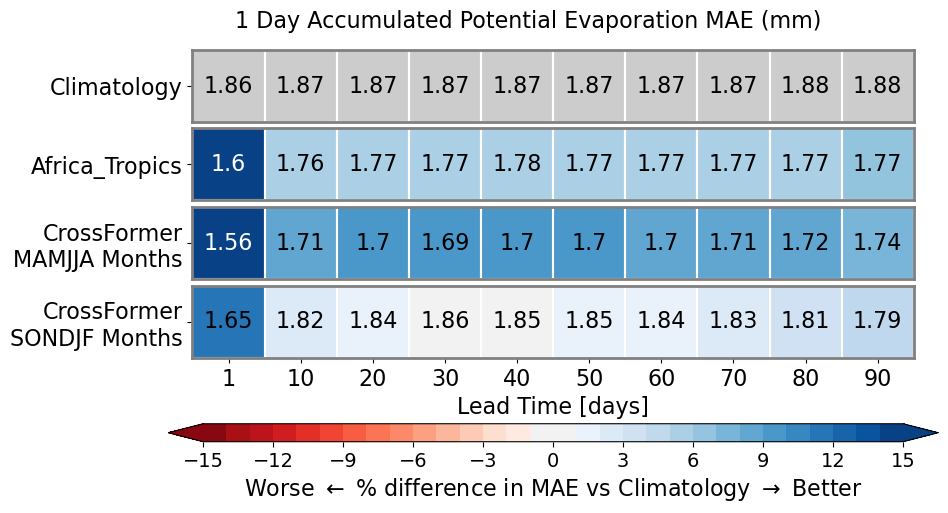 1 Day Accumulated Potential Evaporation MAE (mm)
Climatology 1.86 1.87 1.87 1.87 1.87 1.87 1.87 1.87 1.88 1.88
Africa_Tropics 1.6 1.76 1.77 1.77 1.78 1.77 1.77 1.77 1.77 1.77
CrossFormer
MAMJJA Months 1.56 1.71 1.7 1.69 1.7 1.7 1.7 1.71 1.72 1.74
CrossFormer
SONDJF Months 1.65 1.82 1.84 1.86 1.85 1.85 1.84 1.83 1.81 1.79
1 10 20 30 40 50 60 70 80 90
Lead Time [days]
−15 −12 −9 −6 −3 0 3 6 9 12 15
Worse ← % difference in MAE vs Climatology → Better